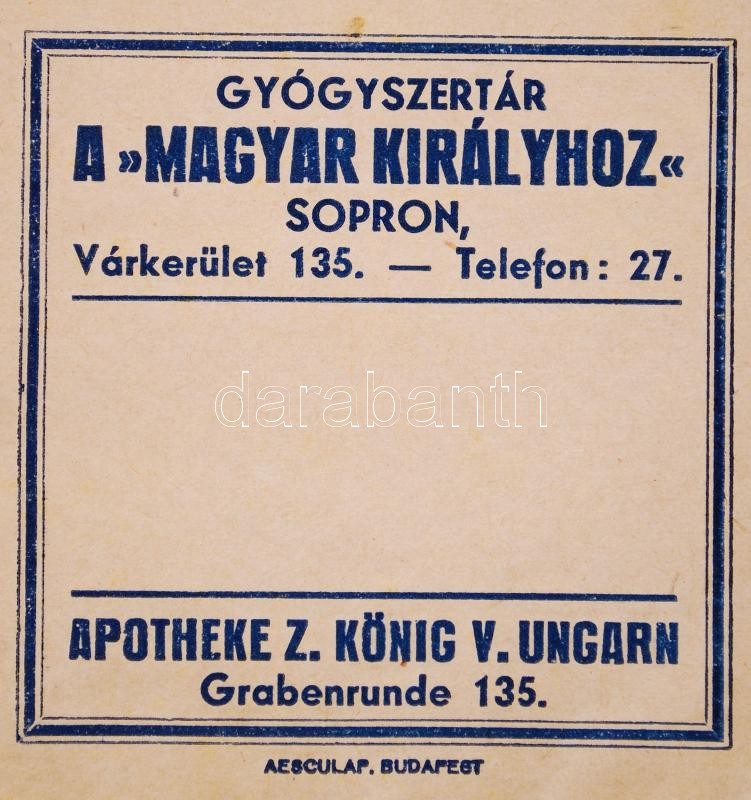 GYÓGYSZERTÁR
A »MAGYAR KIRÁLYHOZ«
SOPRON,
Várkerület 135. — Telefon: 27.
darabanth
APOTHEKE Z. KÖNIG V. UNGARN
Grabenrunde 135.
AESCULAP, BUDAPEST